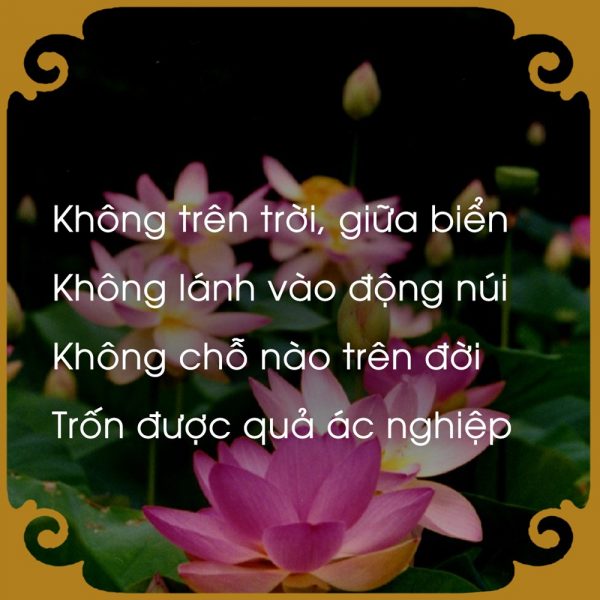 Không trên trời, giữa biển
Không lánh vào động núi
Không chỗ nào trên đời
Trốn được quả ác nghiệp